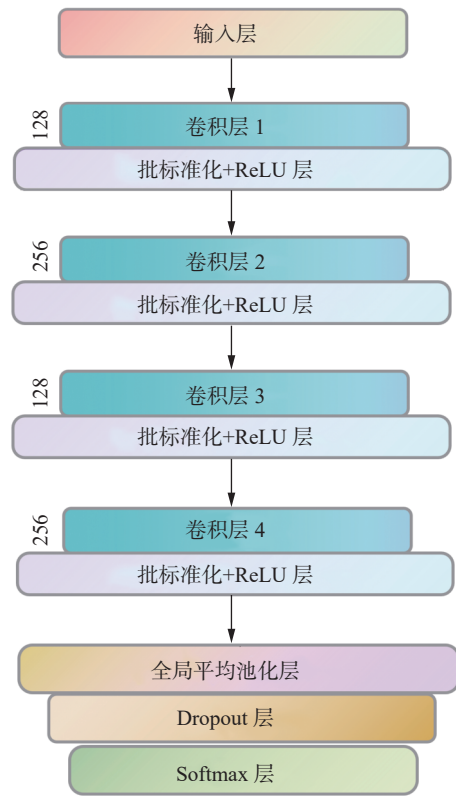 输入层
128
卷积层 1
批标准化+ReLU 层
256
卷积层 2
批标准化+ReLU 层
128
卷积层 3
批标准化+ReLU 层
256
卷积层 4
批标准化+ReLU 层
全局平均池化层
Dropout 层
Softmax 层